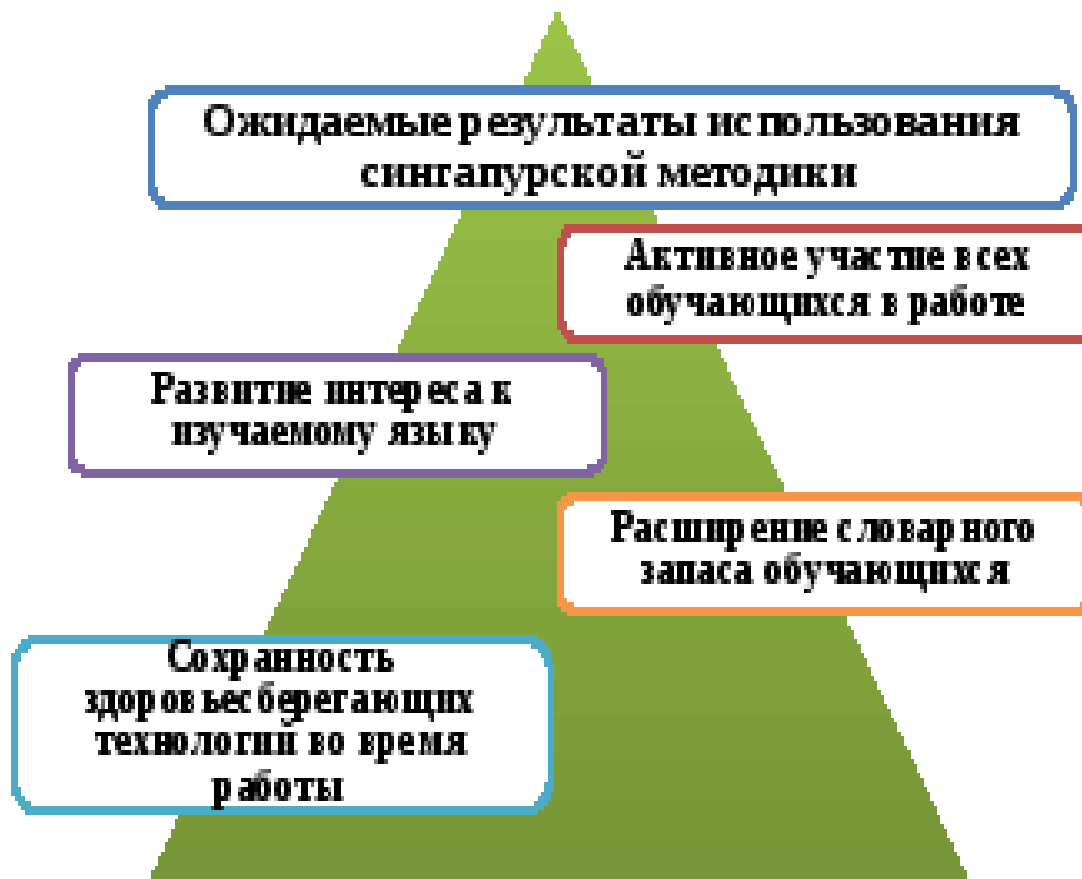 Ожидаемые результаты использования
сингапурской методики
Активное участие всех
обучающихся в работе
Развитие интереса к
изучаемому языку
Расширение словарного
запаса обучающихся
Сохранность
здоровьесберегающих
технологий во время
работы